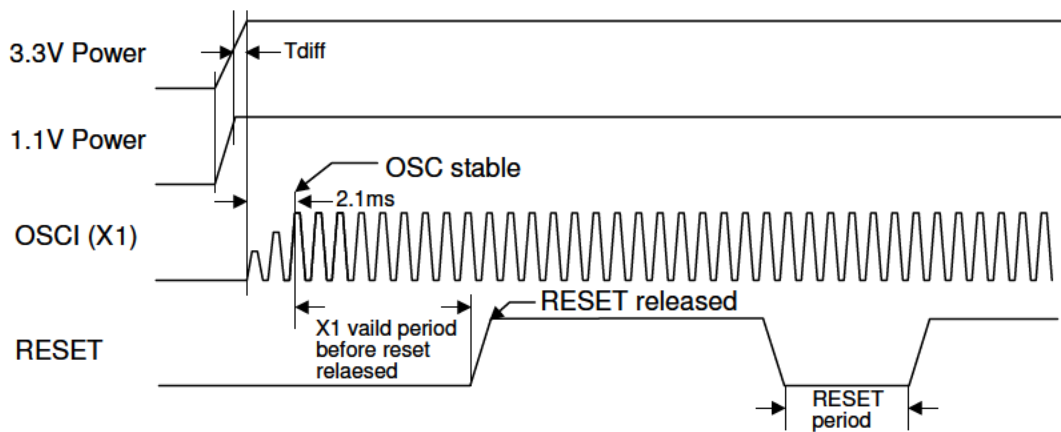 3.3V Power
Tdiff
1.1V Power
OSC stable
2.1ms
OSCI (X1)
RESET released
X1 vaild period
before reset
relaesed
RESET
RESET
period